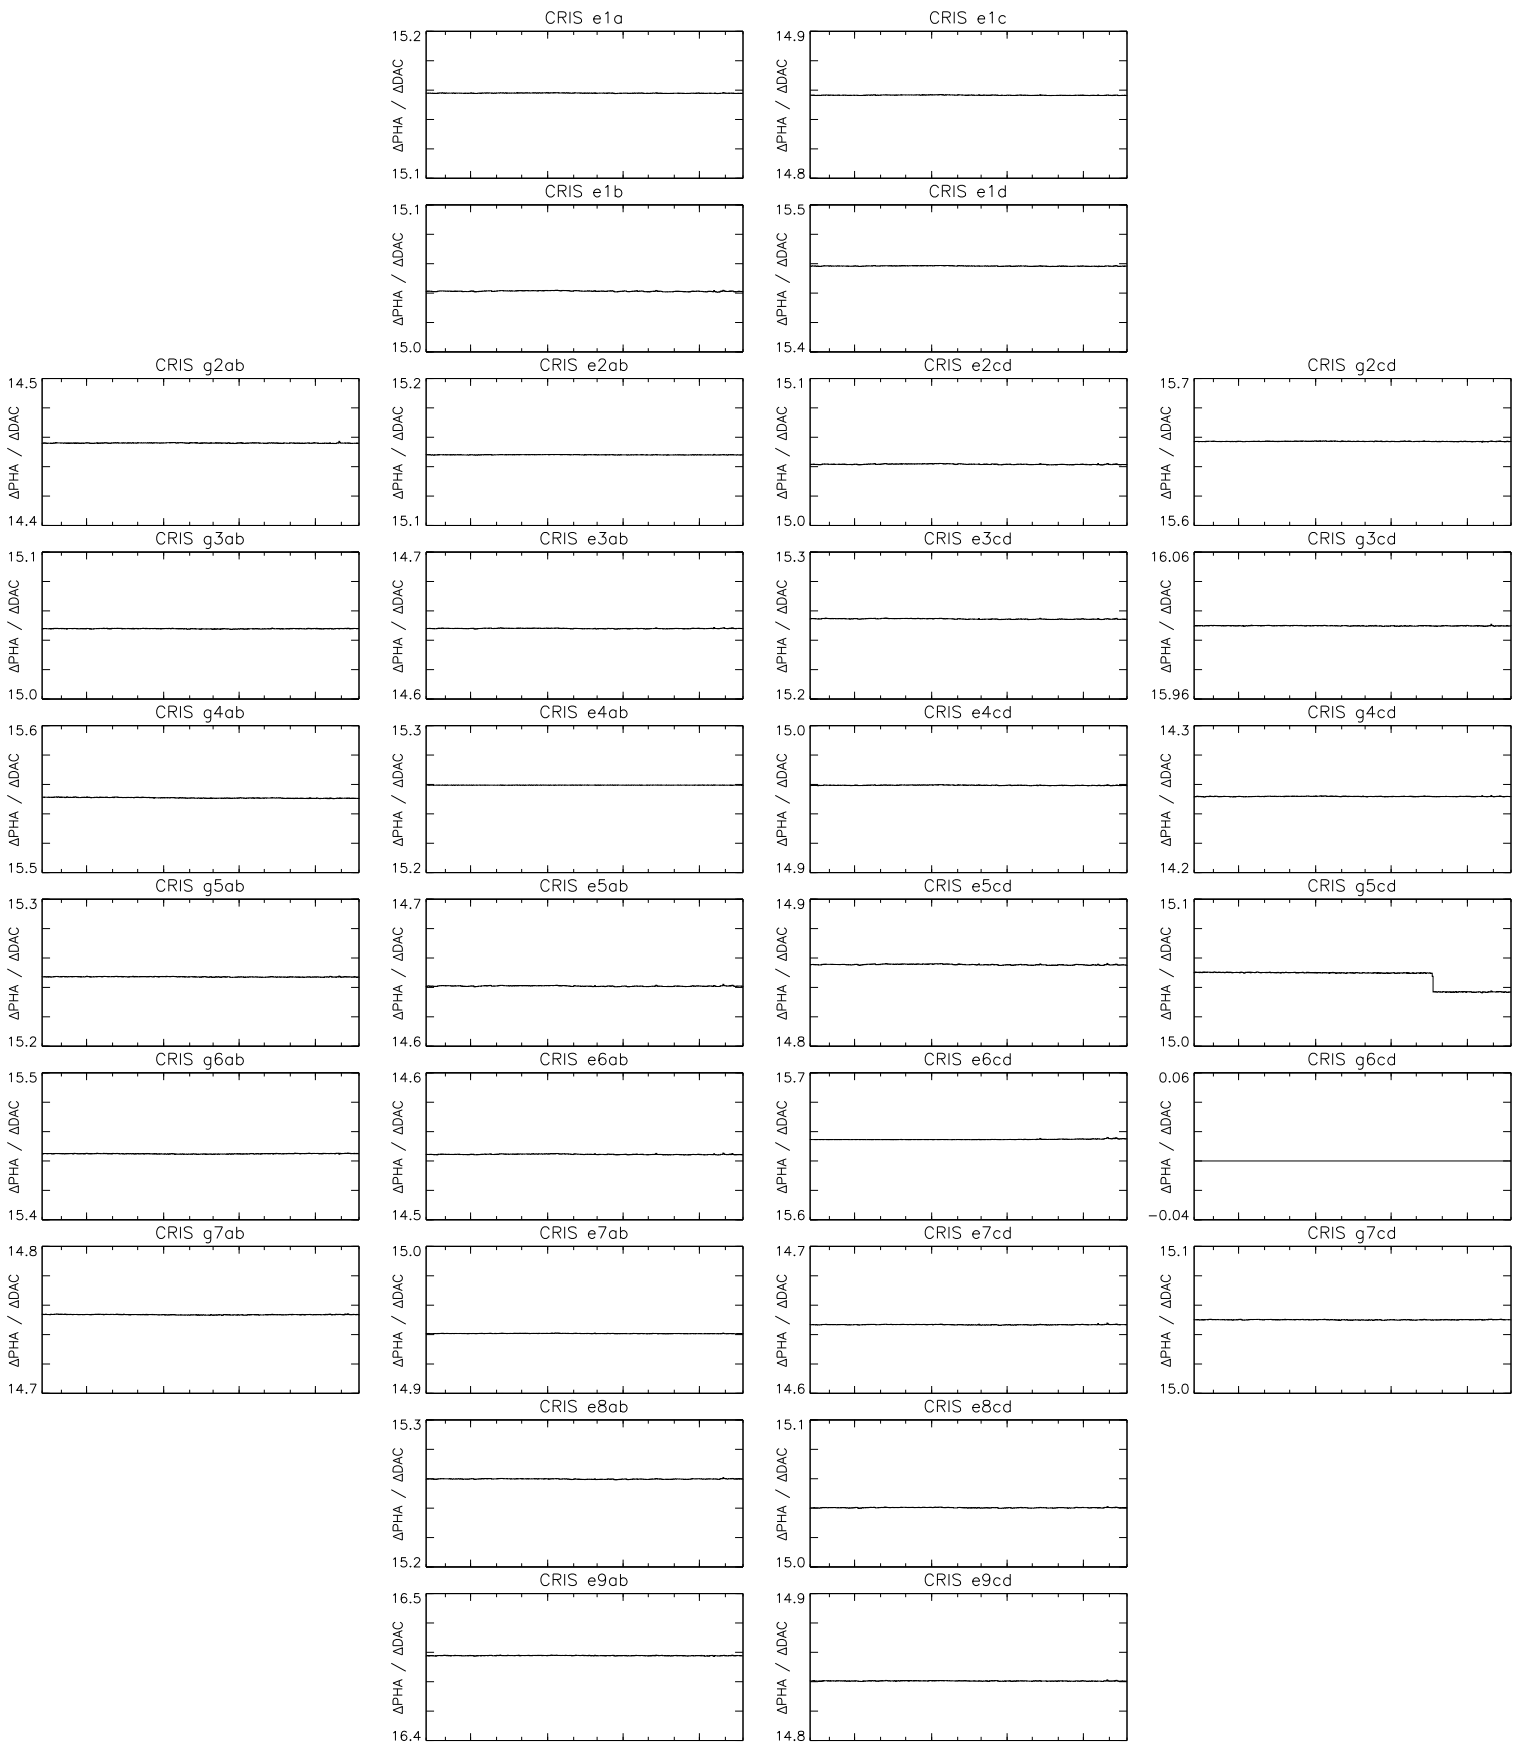 CRIS e1a
15.2
ΔPHA / ΔDAC
15.1
CRIS e1c
14.9
ΔPHA / ΔDAC
14.8
CRIS e1b
15.1
ΔPHA / ΔDAC
15.0
CRIS e1d
15.5
ΔPHA / ΔDAC
15.4
CRIS g2ab
14.5
ΔPHA / ΔDAC
14.4
CRIS e2ab
15.2
ΔPHA / ΔDAC
15.1
CRIS e2cd
15.1
ΔPHA / ΔDAC
15.0
CRIS g2cd
15.7
ΔPHA / ΔDAC
15.6
CRIS g3ab
15.1
ΔPHA / ΔDAC
15.0
CRIS e3ab
14.7
ΔPHA / ΔDAC
14.6
CRIS e3cd
15.3
ΔPHA / ΔDAC
15.2
CRIS g3cd
16.06
ΔPHA / ΔDAC
15.96
CRIS g4ab
15.6
ΔPHA / ΔDAC
15.5
CRIS e4ab
15.3
ΔPHA / ΔDAC
15.2
CRIS e4cd
15.0
ΔPHA / ΔDAC
14.9
CRIS g4cd
14.3
ΔPHA / ΔDAC
14.2
CRIS g5ab
15.3
ΔPHA / ΔDAC
15.2
CRIS e5ab
14.7
ΔPHA / ΔDAC
14.6
CRIS e5cd
14.9
ΔPHA / ΔDAC
14.8
CRIS g5cd
15.1
ΔPHA / ΔDAC
15.0
CRIS g6ab
15.5
ΔPHA / ΔDAC
15.4
CRIS e6ab
14.6
ΔPHA / ΔDAC
14.5
CRIS e6cd
15.7
ΔPHA / ΔDAC
15.6
CRIS g6cd
0.06
ΔPHA / ΔDAC
−0.04
CRIS g7ab
14.8
ΔPHA / ΔDAC
14.7
CRIS e7ab
15.0
ΔPHA / ΔDAC
14.9
CRIS e7cd
14.7
ΔPHA / ΔDAC
14.6
CRIS g7cd
15.1
ΔPHA / ΔDAC
15.0
CRIS e8ab
15.3
ΔPHA / ΔDAC
15.2
CRIS e8cd
15.1
ΔPHA / ΔDAC
15.0
CRIS e9ab
16.5
ΔPHA / ΔDAC
16.4
CRIS e9cd
14.9
ΔPHA / ΔDAC
14.8